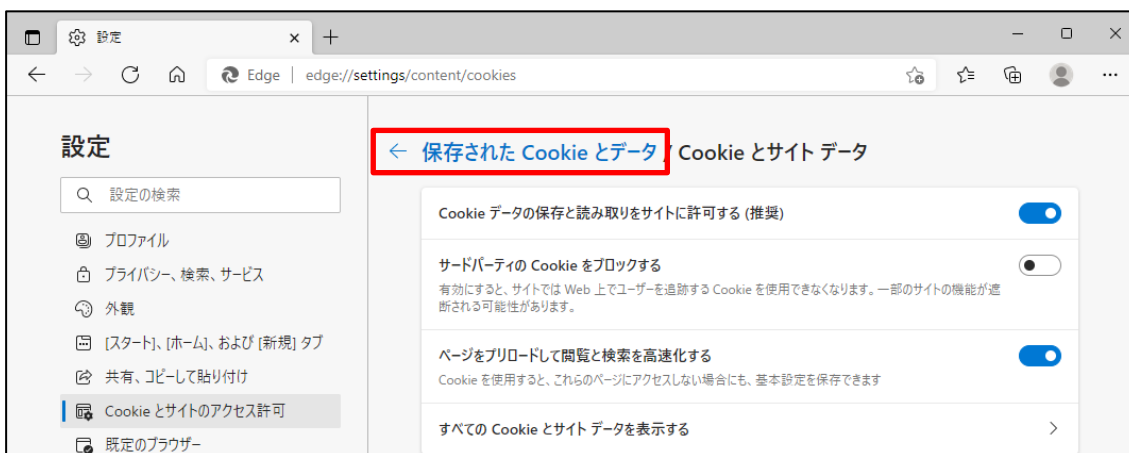 設定
Edge | edge://settings/content/cookies
設定
保存された Cookie とデータ / Cookie とサイト データ
設定の検索
プロファイル
プライバシー、検索、サービス
外観
[スタート]、[ホーム]、および [新規] タブ
共有、コピーして貼り付け
Cookie とサイトのアクセス許可
既定のブラウザー
Cookie データの保存と読み取りをサイトに許可する (推奨)
サードパーティの Cookie をブロックする
有効にすると、サイトでは Web 上でユーザーを追跡する Cookie を使用できなくなります。一部のサイトの機能が遮
断される可能性があります。
ページをプリロードして閲覧と検索を高速化する
Cookie を使用すると、これらのページにアクセスしない場合にも、基本設定を保存できます
すべての Cookie とサイト データを表示する